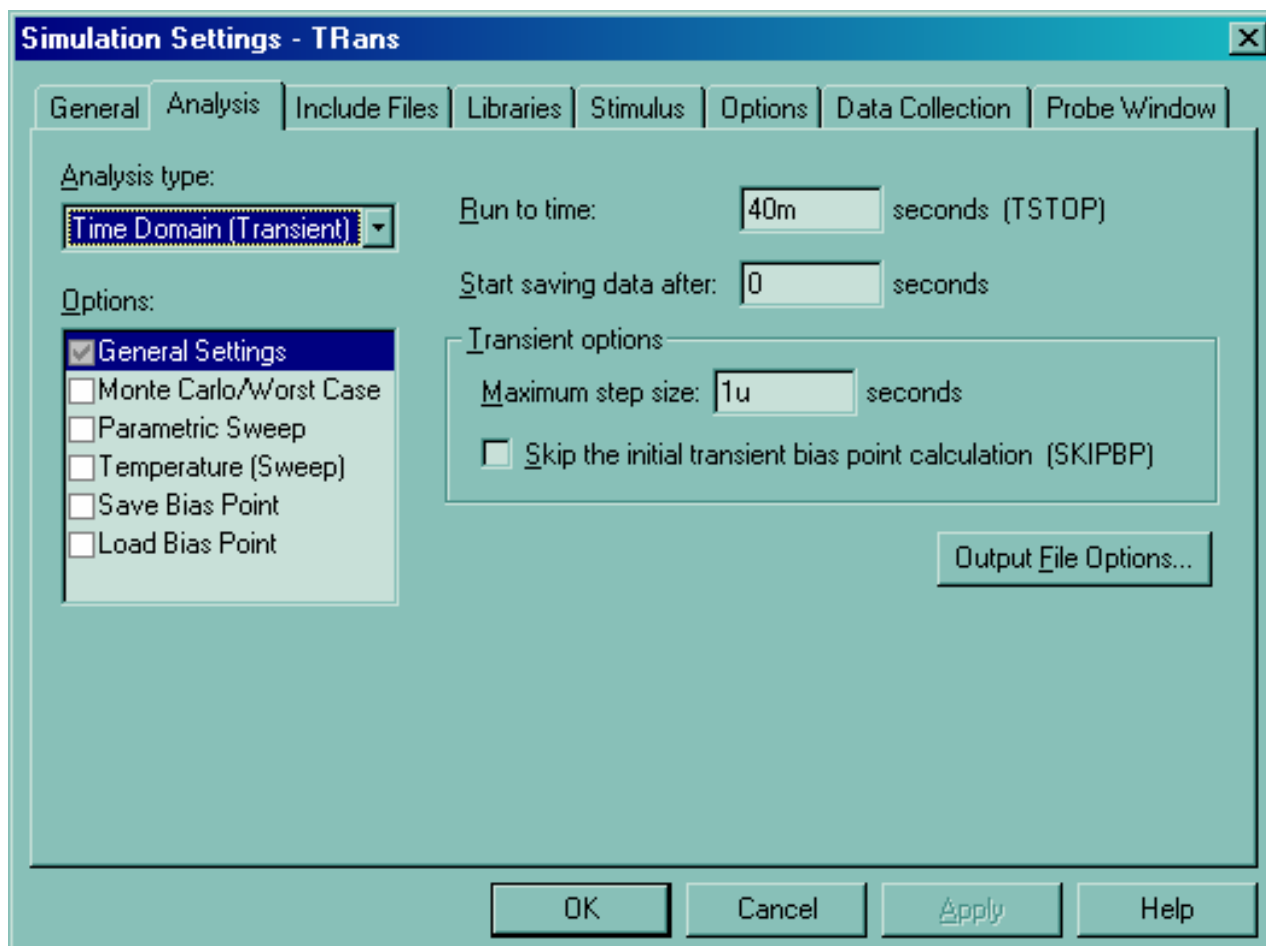 Simulation Settings - TRans
General Analysis Include Files Libraries Stimulus Options Data Collection Probe Window
Analysis type:
Time Domain (Transient)
Options:
General Settings
Monte Carlo/Worst Case
Parametric Sweep
Temperature (Sweep)
Save Bias Point
Load Bias Point
Run to time: 40m seconds (TSTOP)
Start saving data after: 0 seconds
Transient options
Maximum step size: 1u seconds
Skip the initial transient bias point calculation (SKIPBP)
Output File Options...
OK Cancel Apply Help